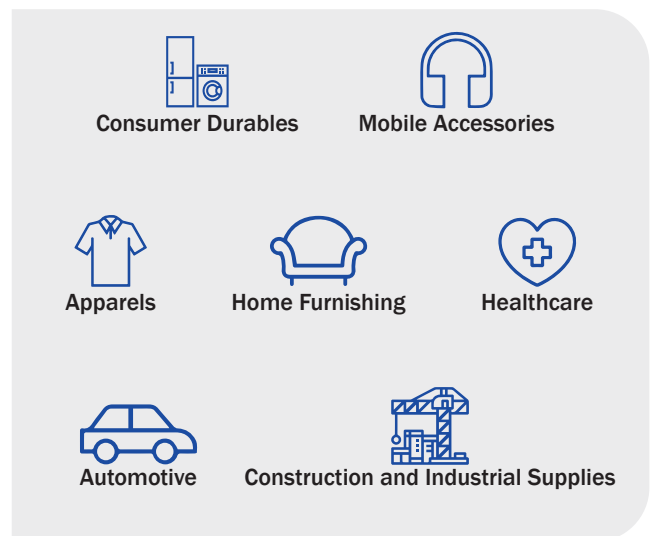 Consumer Durables
Mobile Accessories
Apparels
Home Furnishing
Healthcare
Automotive
Construction and Industrial Supplies